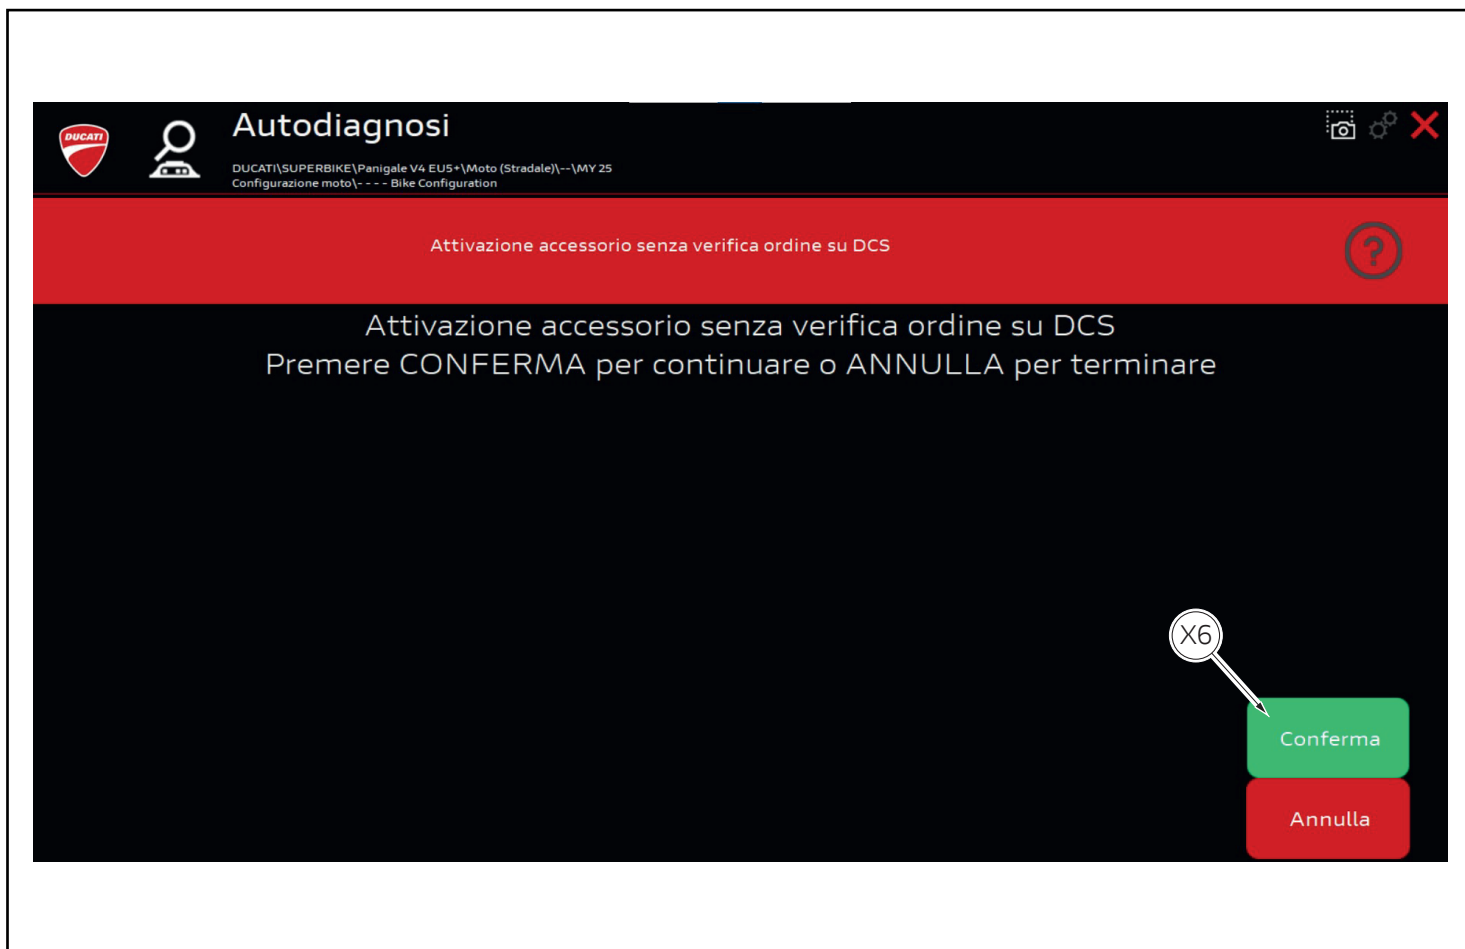 DUCATI
Autodiagnosi
DUCATI\SUPERBIKE\Panigale V4 EU5+\Moto (Stradale)\--\MY 25
Configurazione moto\- - - - Bike Configuration
Attivazione accessorio senza verifica ordine su DCS
?
Attivazione accessorio senza verifica ordine su DCS
Premere CONFERMA per continuare o ANNULLA per terminare
X6
Conferma
Annulla